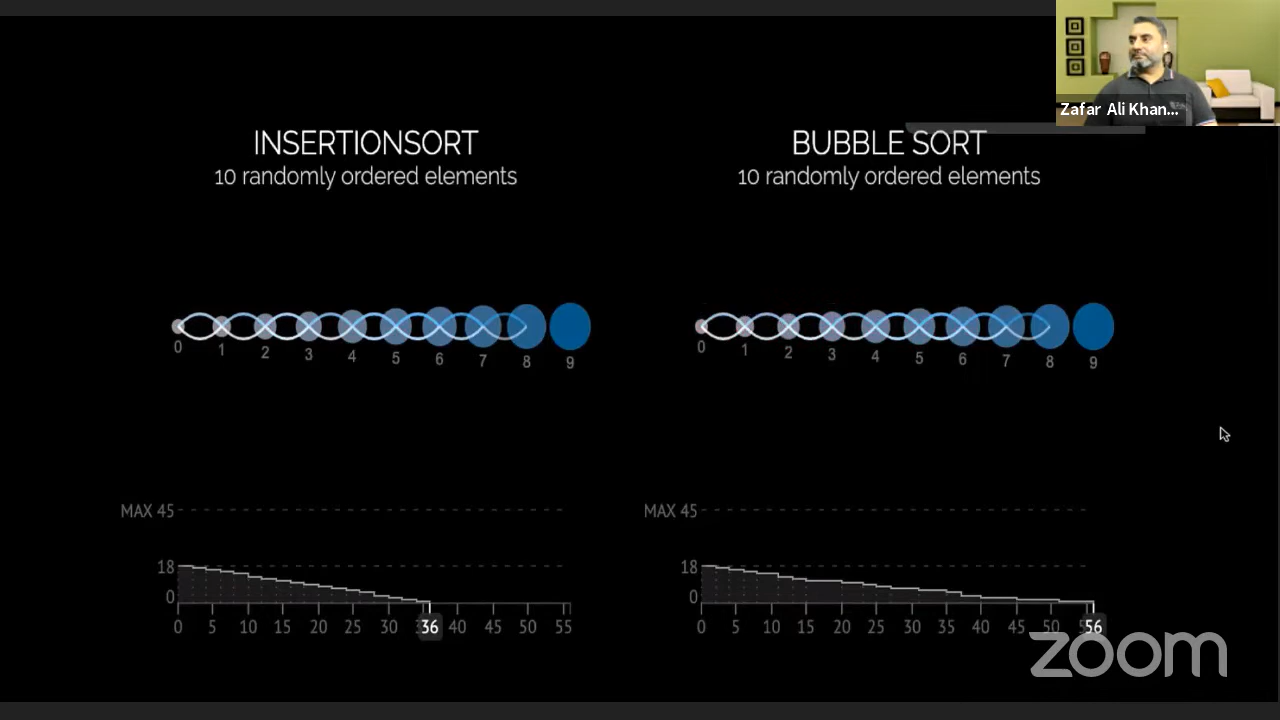 Zafar Ali Khan...
INSERTIONSORT
10 randomly ordered elements
0 1 2 3 4 5 6 7 8 9
MAX 45
18
0
0 5 10 15 20 25 30 36 40 45 50 55
BUBBLE SORT
10 randomly ordered elements
0 1 2 3 4 5 6 7 8 9
MAX 45
18
0
0 5 10 15 20 25 30 35 40 45 50 56
zoom